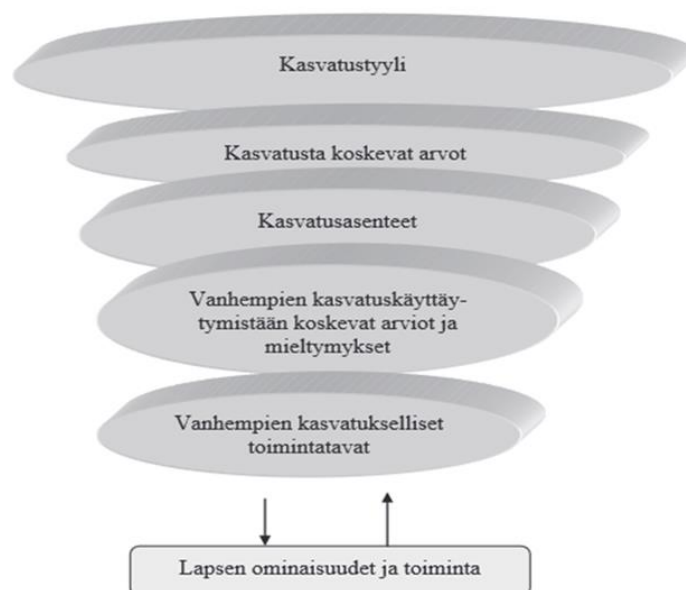 Kasvatustyyli
Kasvatusta koskevat arvot
Kasvatusasenteet
Vanhempien kasvatuskäyttäy-
tymistään koskevat arviot ja
mieltymykset
Vanhempien kasvatukselliset
toimintatavat
Lapsen ominaisuudet ja toiminta